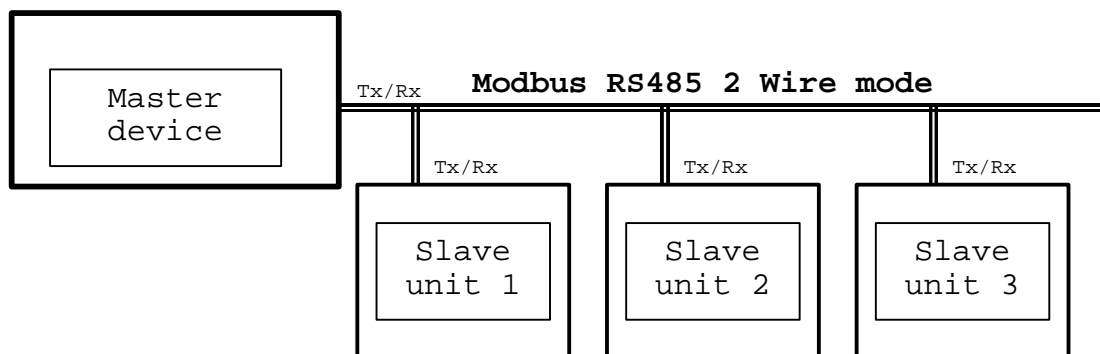 Modbus RS485 2 Wire mode
Master
device
Tx/Rx
Tx/Rx
Tx/Rx
Tx/Rx
Slave
unit 1
Slave
unit 2
Slave
unit 3